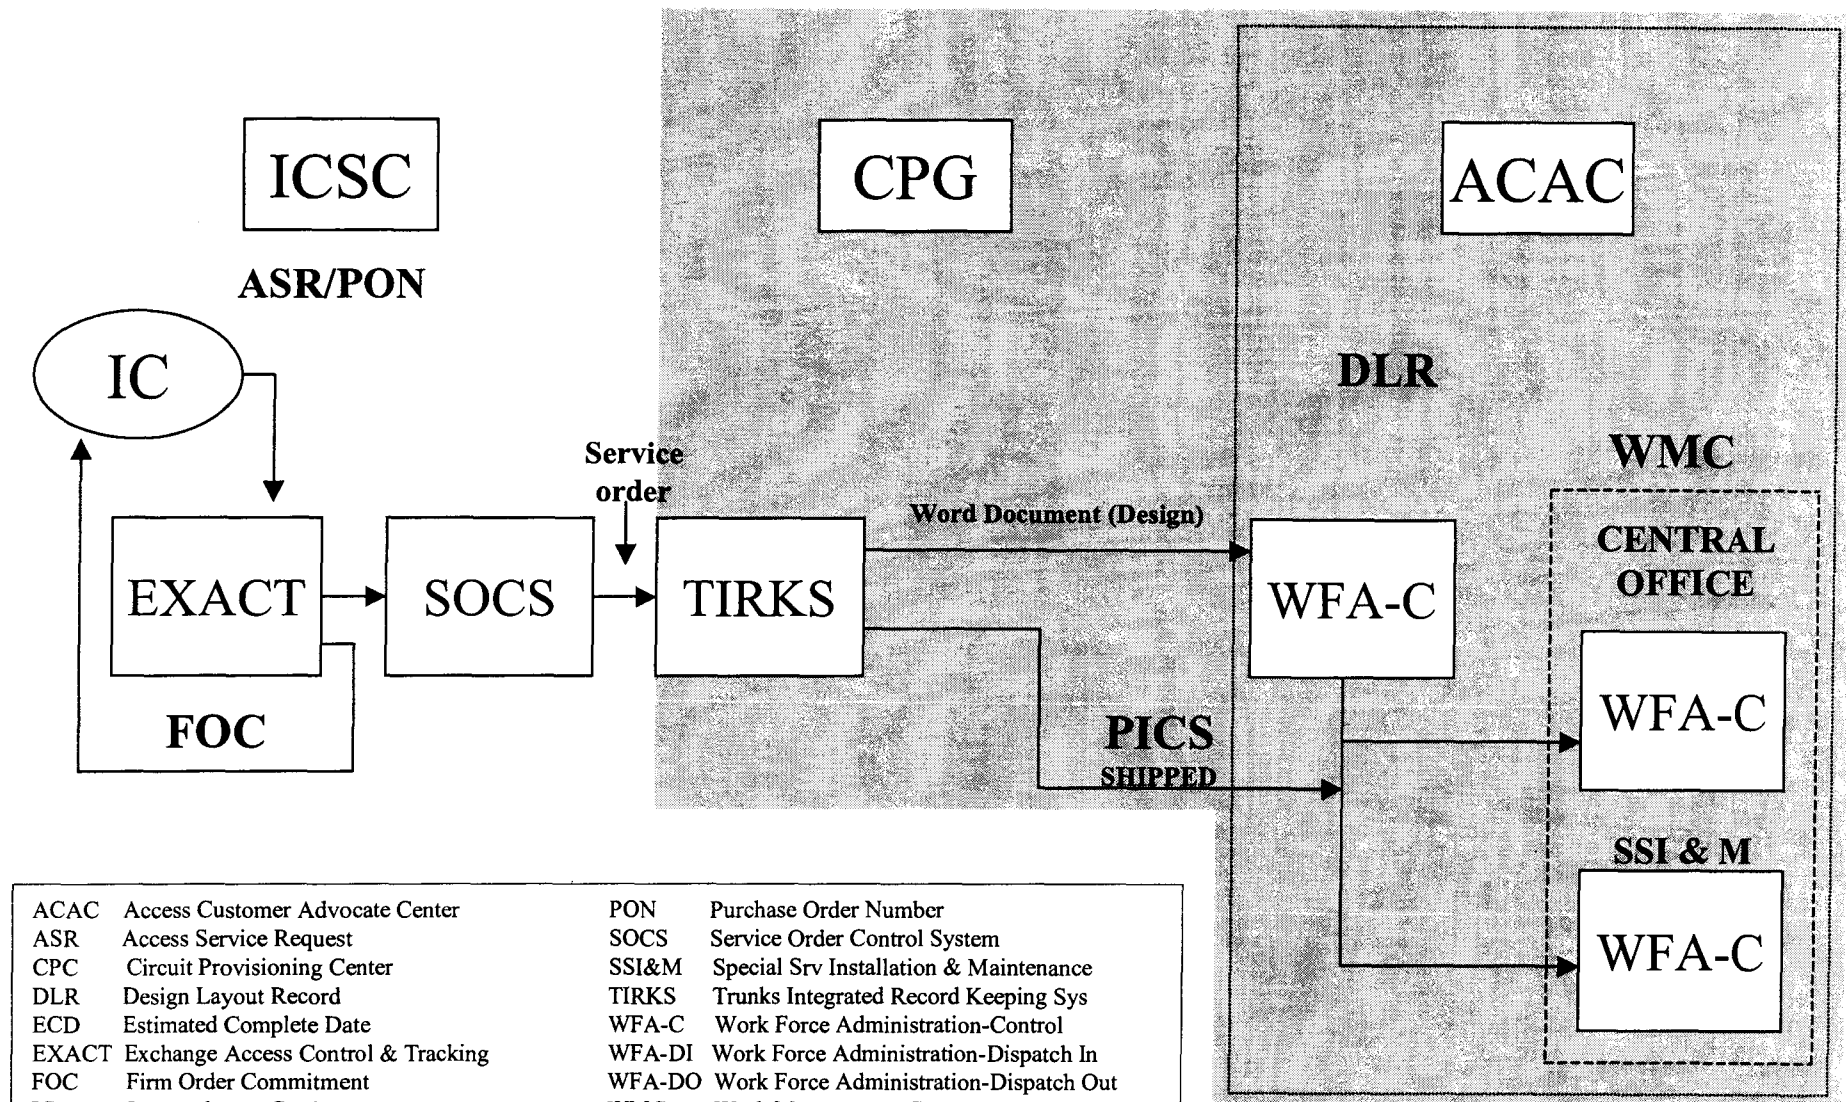 ICSC
CPG
ACAC
ASR/PON
IC
DLR
WMC
Service
order
Word Document (Design)
CENTRAL
OFFICE
EXACT
SOCS
TIRKS
WFA-C
WFA-C
FOC
PICS
SHIPPED
SSI & M
WFA-C
ACAC Access Customer Advocate Center
ASR Access Service Request
CPC Circuit Provisioning Center
DLR Design Layout Record
ECD Estimated Complete Date
EXACT Exchange Access Control & Tracking
FOC Firm Order Commitment
PON Purchase Order Number
SOCS Service Order Control System
SSI&M Special Srv Installation & Maintenance
TIRKS Trunks Integrated Record Keeping Sys
WFA-C Work Force Administration-Control
WFA-DI Work Force Administration-Dispatch In
WFA-DO Work Force Administration-Dispatch Out